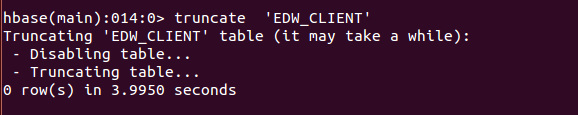 hbase(main):014:0> truncate  'EDW_CLIENT'
Truncating 'EDW_CLIENT' table (it may take a while):
 - Disabling table...
 - Truncating table...
0 row(s) in 3.9950 seconds